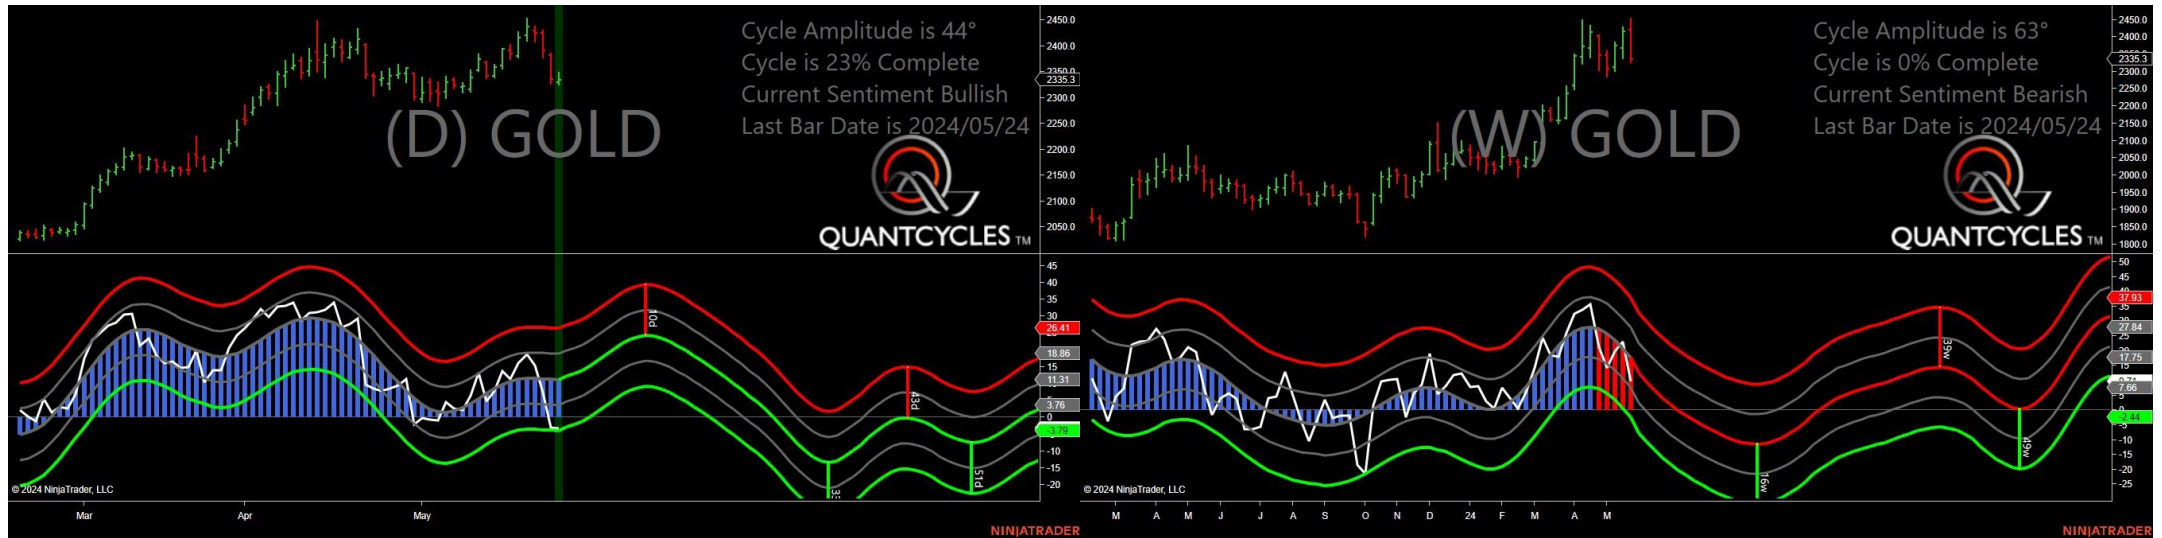 Cycle Amplitude is 44°
Cycle is 23% Complete
Current Sentiment Bullish
Last Bar Date is 2024/05/24
(D) GOLD
QUANTCYCLES TM
2450.0
2400.0
2335.3
2300.0
2250.0
2200.0
2150.0
2100.0
2050.0
45
40
35
30
26.41
18.86
15
11.31
3.76
0
-3.79
-10
-15
-20
10d
43d
51d
© 2024 NinjaTrader, LLC
Mar
Apr
May
NINJATRADER
Cycle Amplitude is 63°
Cycle is 0% Complete
Current Sentiment Bearish
Last Bar Date is 2024/05/24
(W) GOLD
QUANTCYCLES TM
2450.0
2400.0
2335.3
2300.0
2250.0
2200.0
2150.0
2100.0
2050.0
2000.0
1950.0
1900.0
1850.0
1800.0
50
45
37.93
27.84
17.75
7.66
-2.44
-10
-15
-20
-25
39w
16w
49w
© 2024 NinjaTrader, LLC
M A M J J A S O N D 24 F M A M
NINJATRADER